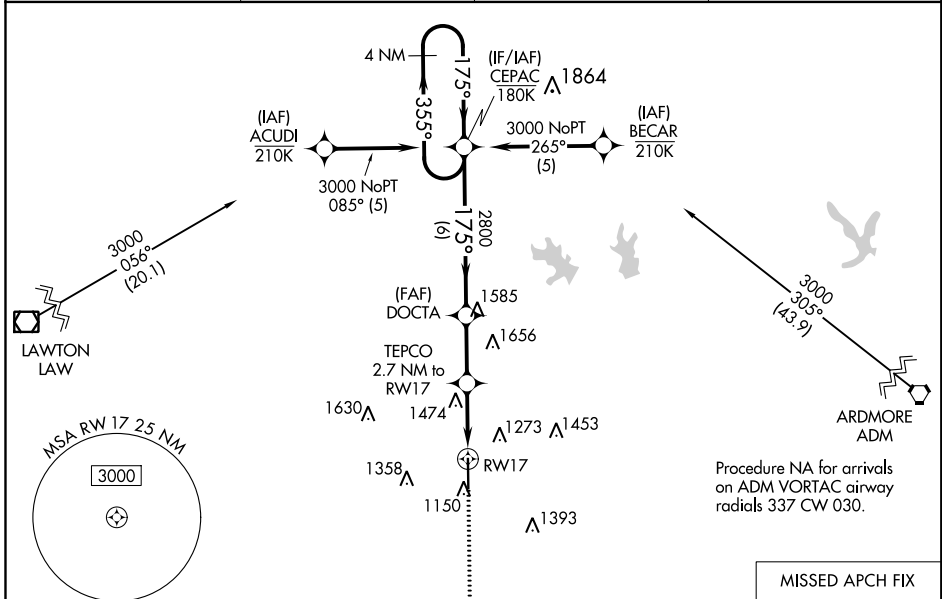 4 NM
175°
355°
(IF/IAF)
CEPAC
180K
1864
(IAF)
ACUDI
210K
3000 NoPT
265°
(5)
(IAF)
BECAR
210K
3000 NoPT
085° (5)
3000
056°
(20.1)
2800
175°
(6)
3000
305°
(43.9)
LAWTON
LAW
(FAF)
DOCTA
1585
1656
TEPCO
2.7 NM to
RW17
1474
1630
1273
1453
ARDMORE
ADM
MSA RW 17 25 NM
3000
1358
RW17
1150
1393
Procedure NA for arrivals
on ADM VORTAC airway
radials 337 CW 030.
MISSED APCH FIX